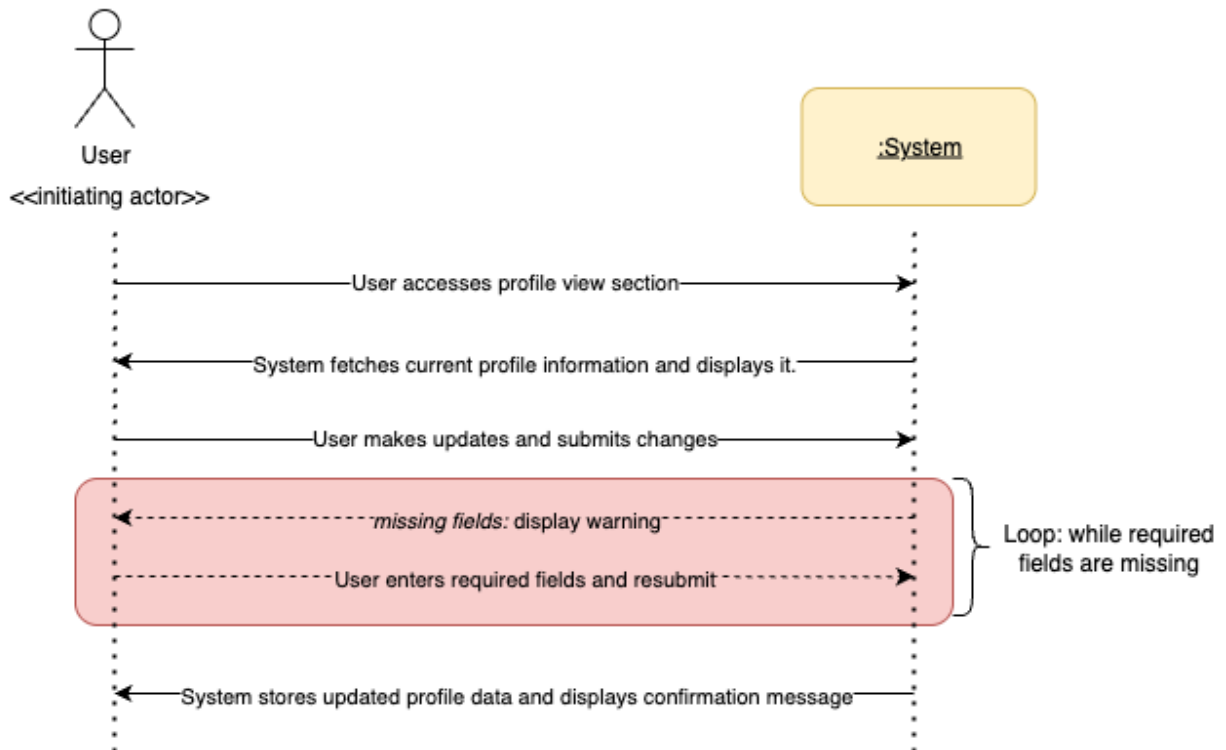 User
<<initiating actor>>
:System
User accesses profile view section
System fetches current profile information and displays it.
User makes updates and submits changes
missing fields: display warning
User enters required fields and resubmit
Loop: while required
fields are missing
System stores updated profile data and displays confirmation message